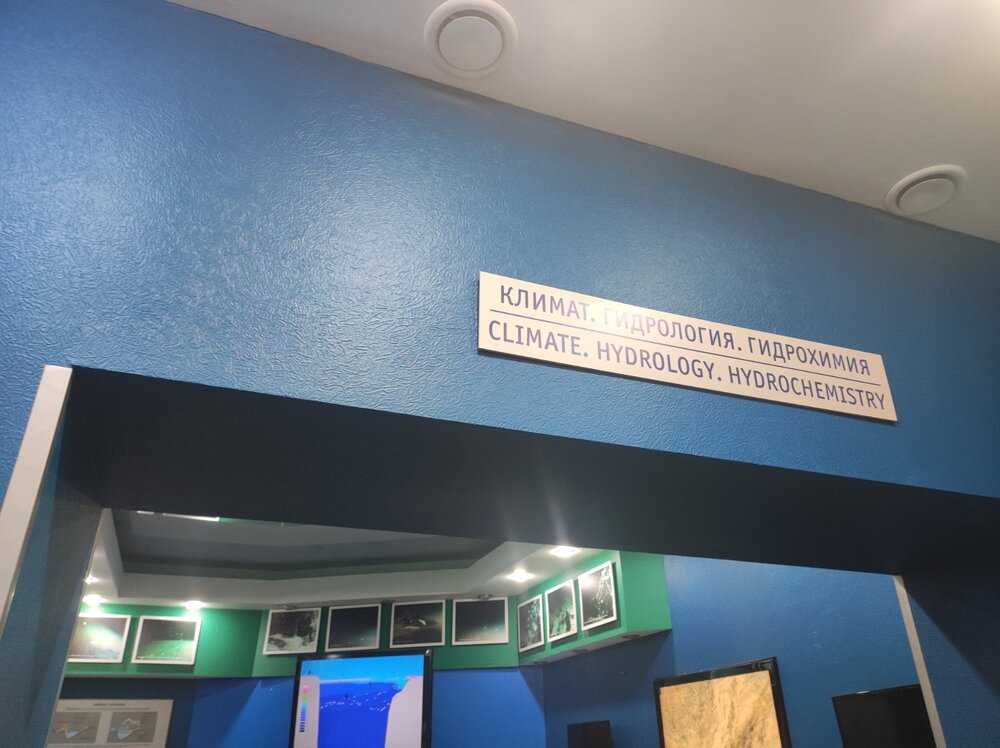 КЛИМАТ. ГИДРОЛОГИЯ. ГИДРОХИМИЯ
CLIMATE. HYDROLOGY. HYDROCHEMISTRY